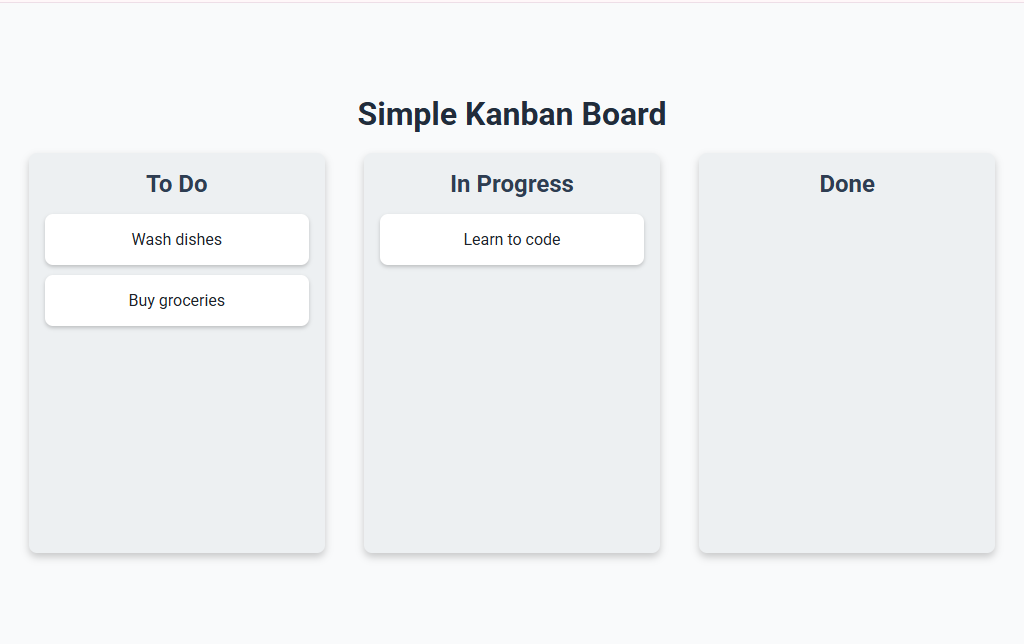 Simple Kanban Board
To Do
Wash dishes
Buy groceries
In Progress
Learn to code
Done